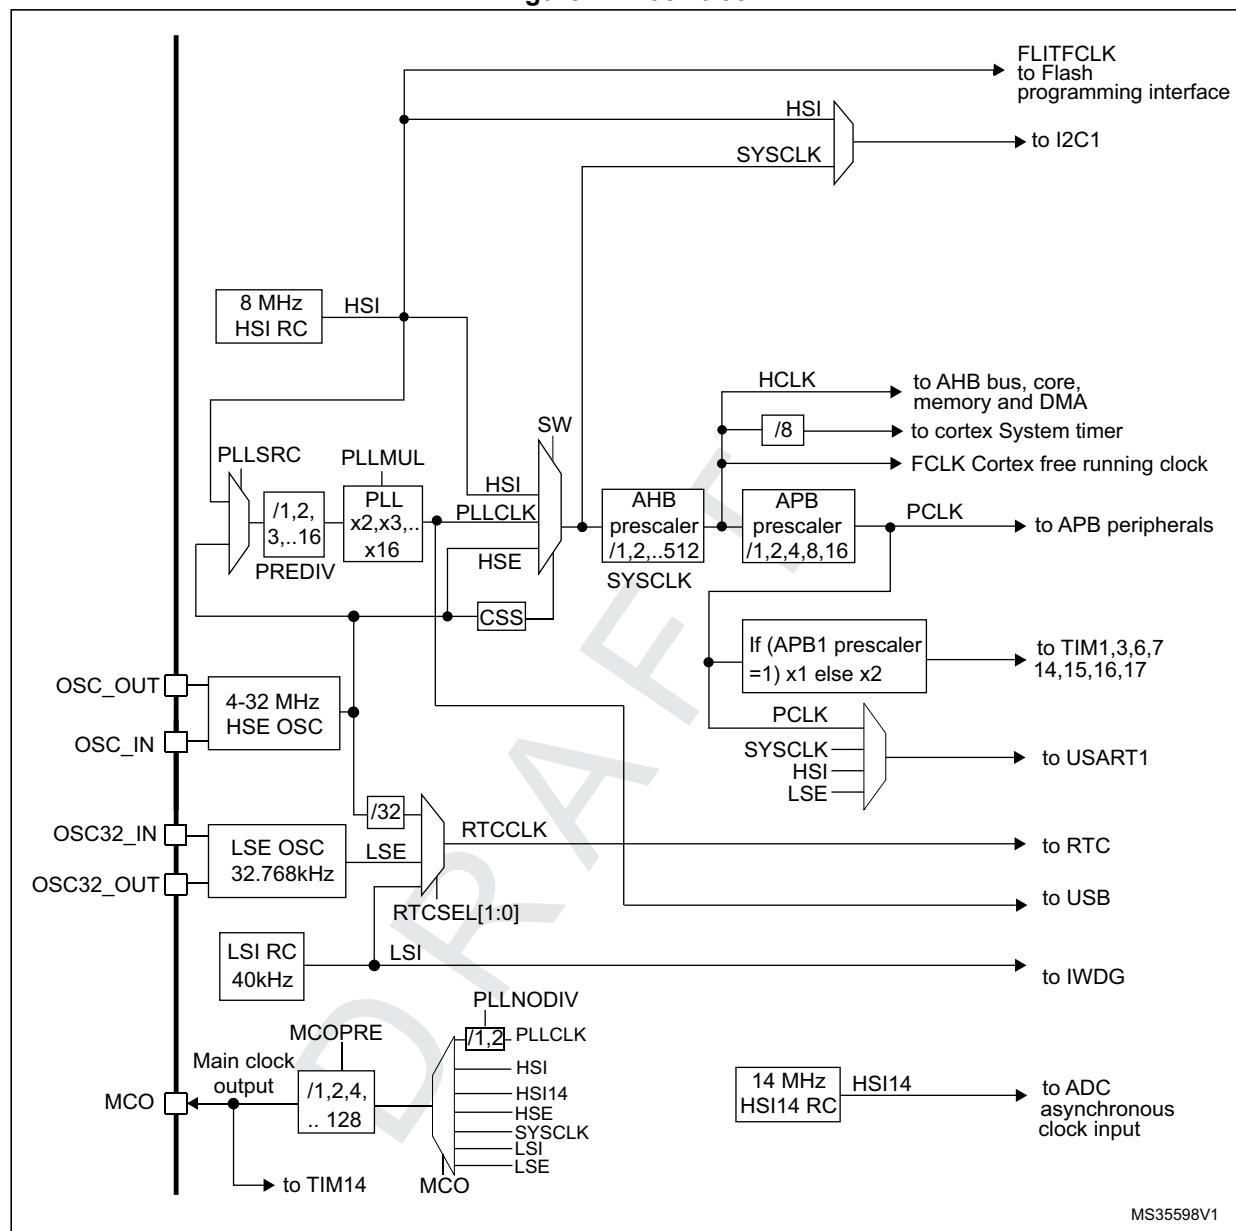 FLITFCLK
to Flash
programming interface
HSI
to I2C1
SYSCLK
8 MHz
HSI RC
HSI
HCLK
to AHB bus, core,
memory and DMA
/8
to cortex System timer
FCLK Cortex free running clock
SW
PLLSRC
PLLMUL
/1,2,
3,..16
PREDIV
PLL
x2,x3,..
x16
HSI
PLLCLK
HSE
AHB
prescaler
/1,2,..512
SYSCLK
APB
prescaler
/1,2,4,8,16
PCLK
to APB peripherals
CSS
If (APB1 prescaler
=1) x1 else x2
to TIM1,3,6,7
14,15,16,17
OSC_OUT
OSC_IN
4-32 MHz
HSE OSC
PCLK
SYSCLK
HSI
LSE
to USART1
/32
OSC32_IN
OSC32_OUT
LSE OSC
32.768kHz
LSE
RTCCLK
to RTC
RTCSEL[1:0]
to USB
LSI RC
40kHz
LSI
to IWDG
PLLNODIV
/1,2
PLLCLK
HSI
HSI14
HSE
SYSCLK
LSI
LSE
MCO
MCOPRE
/1,2,4,
.. 128
Main clock
output
MCO
to TIM14
14 MHz
HSI14 RC
HSI14
to ADC
asynchronous
clock input
DRAFT
MS35598V1